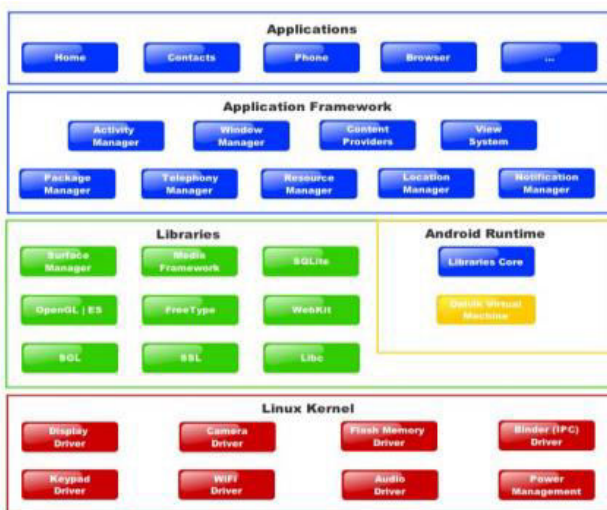 Applications
Home
Contacts
Phone
Browser
...
Application Framework
Activity
Manager
Window
Manager
Content
Providers
View
System
Package
Manager
Telephony
Manager
Resource
Manager
Location
Manager
Notification
Manager
Libraries
Android Runtime
Surface
Manager
Media
Framework
SQLite
Libraries Core
OpenGL | ES
FreeType
WebKit
Dalvik Virtual
Machine
SGL
SSL
Libc
Linux Kernel
Display
Driver
Camera
Driver
Flash Memory
Driver
Binder (IPC)
Driver
Keypad
Driver
WiFi
Driver
Audio
Driver
Power
Management